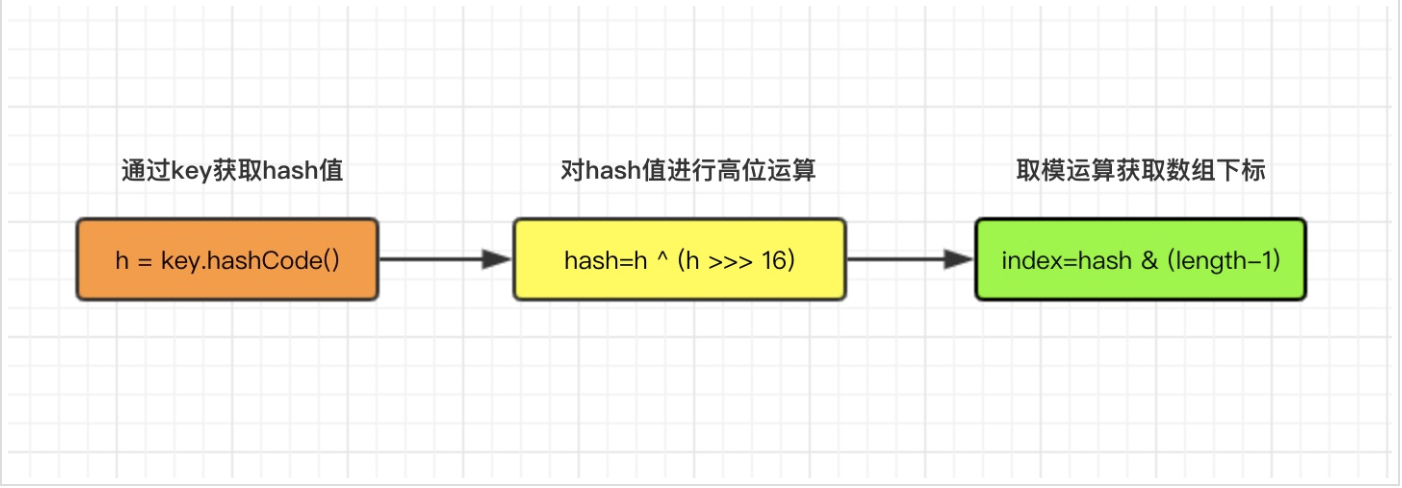 通过key获取hash值
对hash值进行高位运算
取模运算获取数组下标
h = key.hashCode()
hash=h ^ (h >>> 16)
index=hash & (length-1)